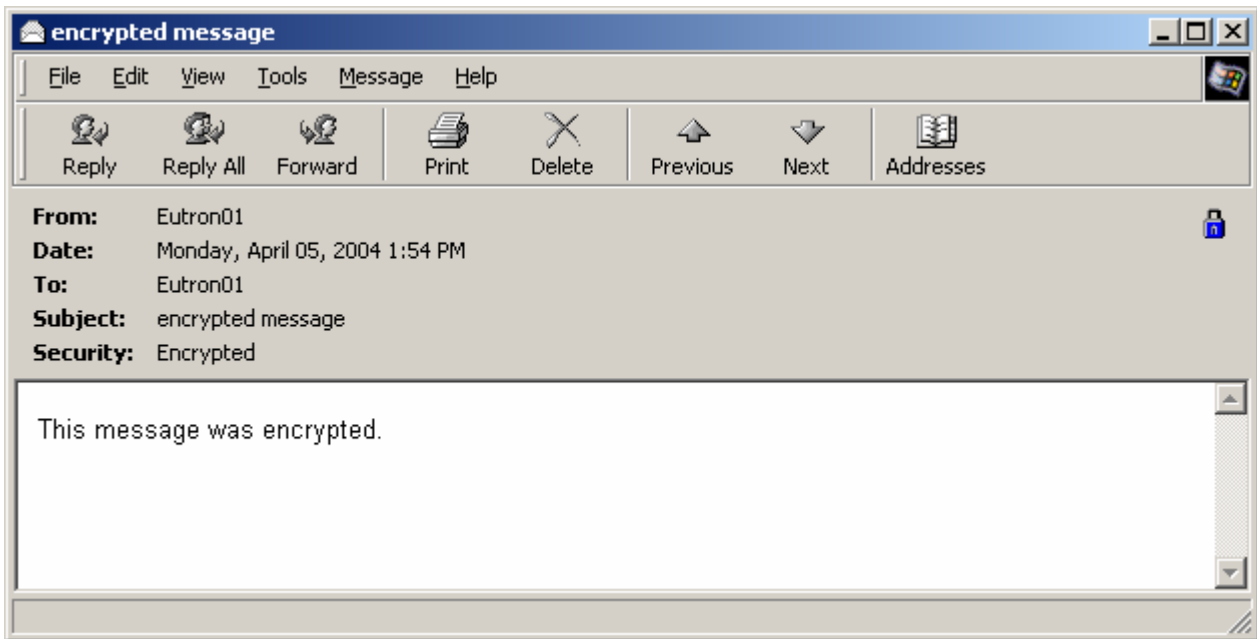 encrypted message
File Edit View Tools Message Help
Reply Reply All Forward Print Delete Previous Next Addresses
From: Eutron01
Date: Monday, April 05, 2004 1:54 PM
To: Eutron01
Subject: encrypted message
Security: Encrypted
This message was encrypted.